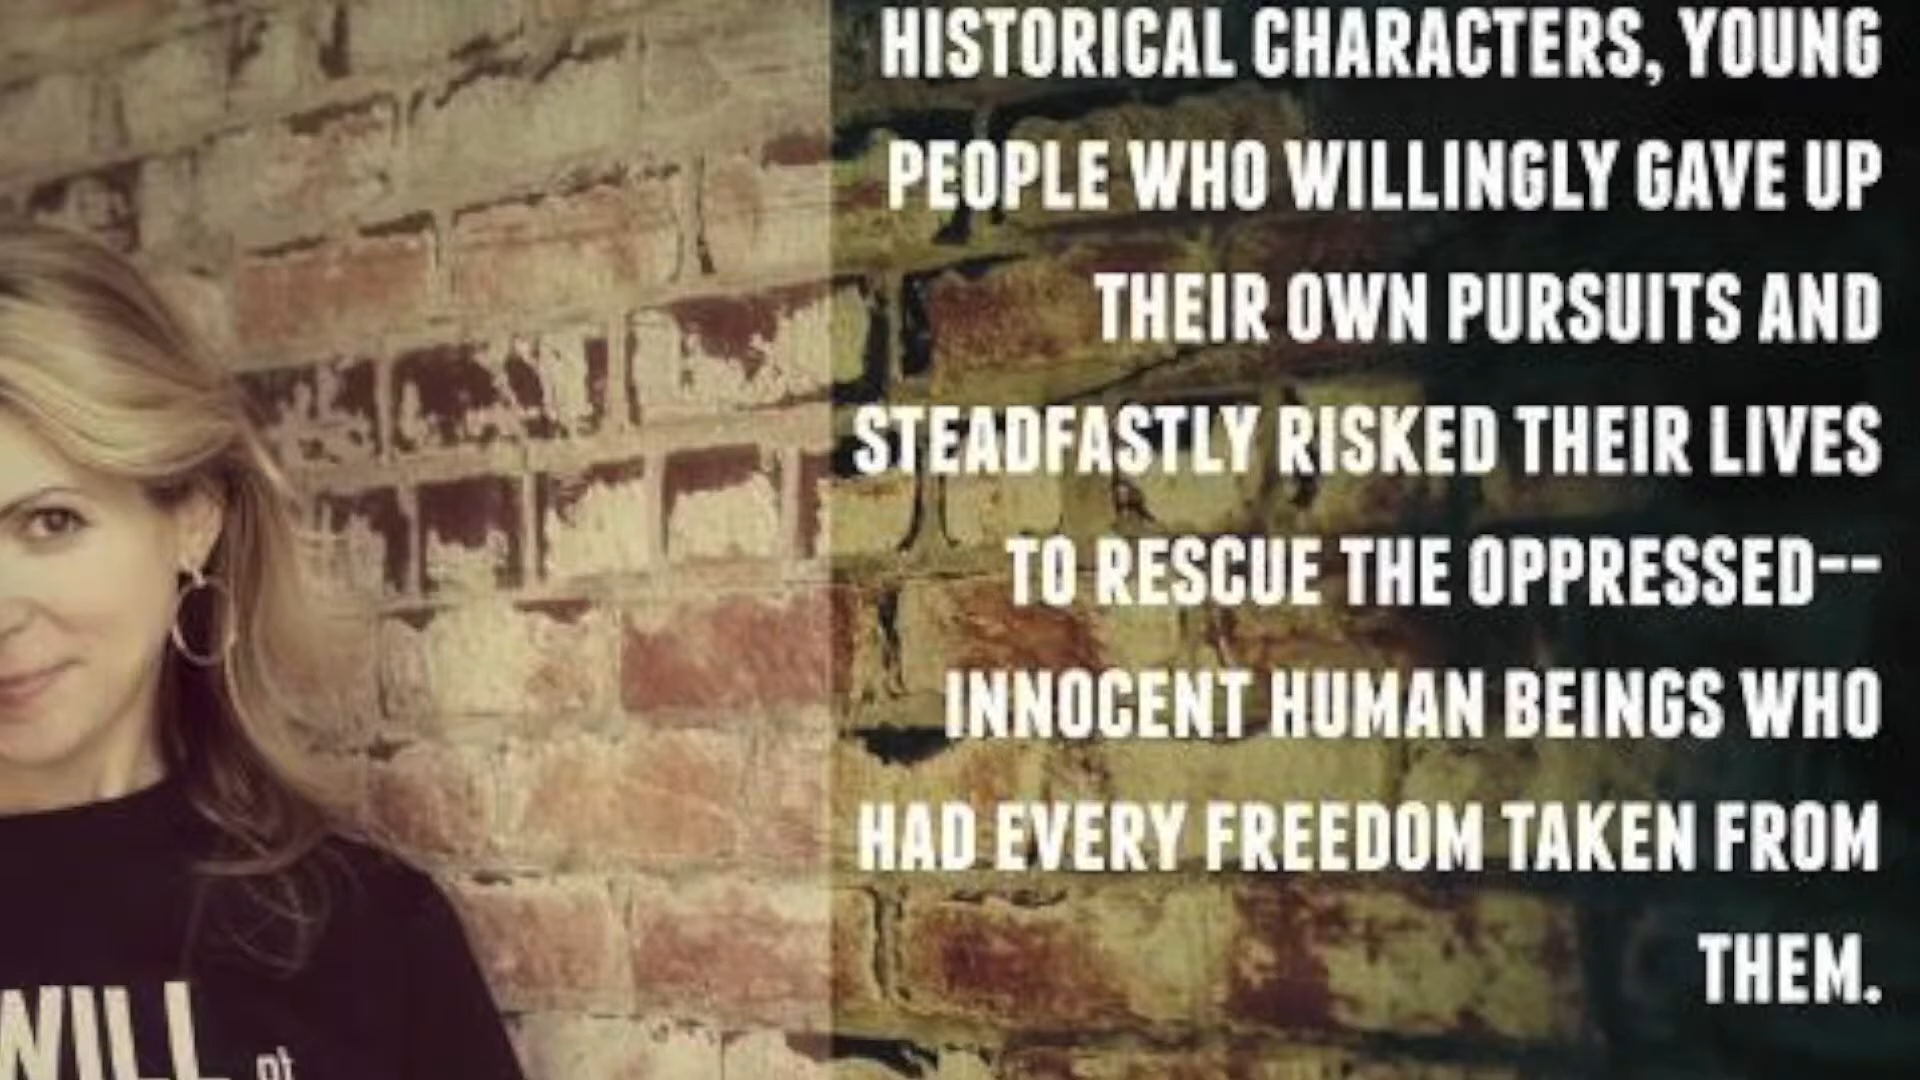 HISTORICAL CHARACTERS, YOUNG
PEOPLE WHO WILLINGLY GAVE UP
THEIR OWN PURSUITS AND
STEADFASTLY RISKED THEIR LIVES
TO RESCUE THE OPPRESSED--
INNOCENT HUMAN BEINGS WHO
HAD EVERY FREEDOM TAKEN FROM
THEM.
WILL